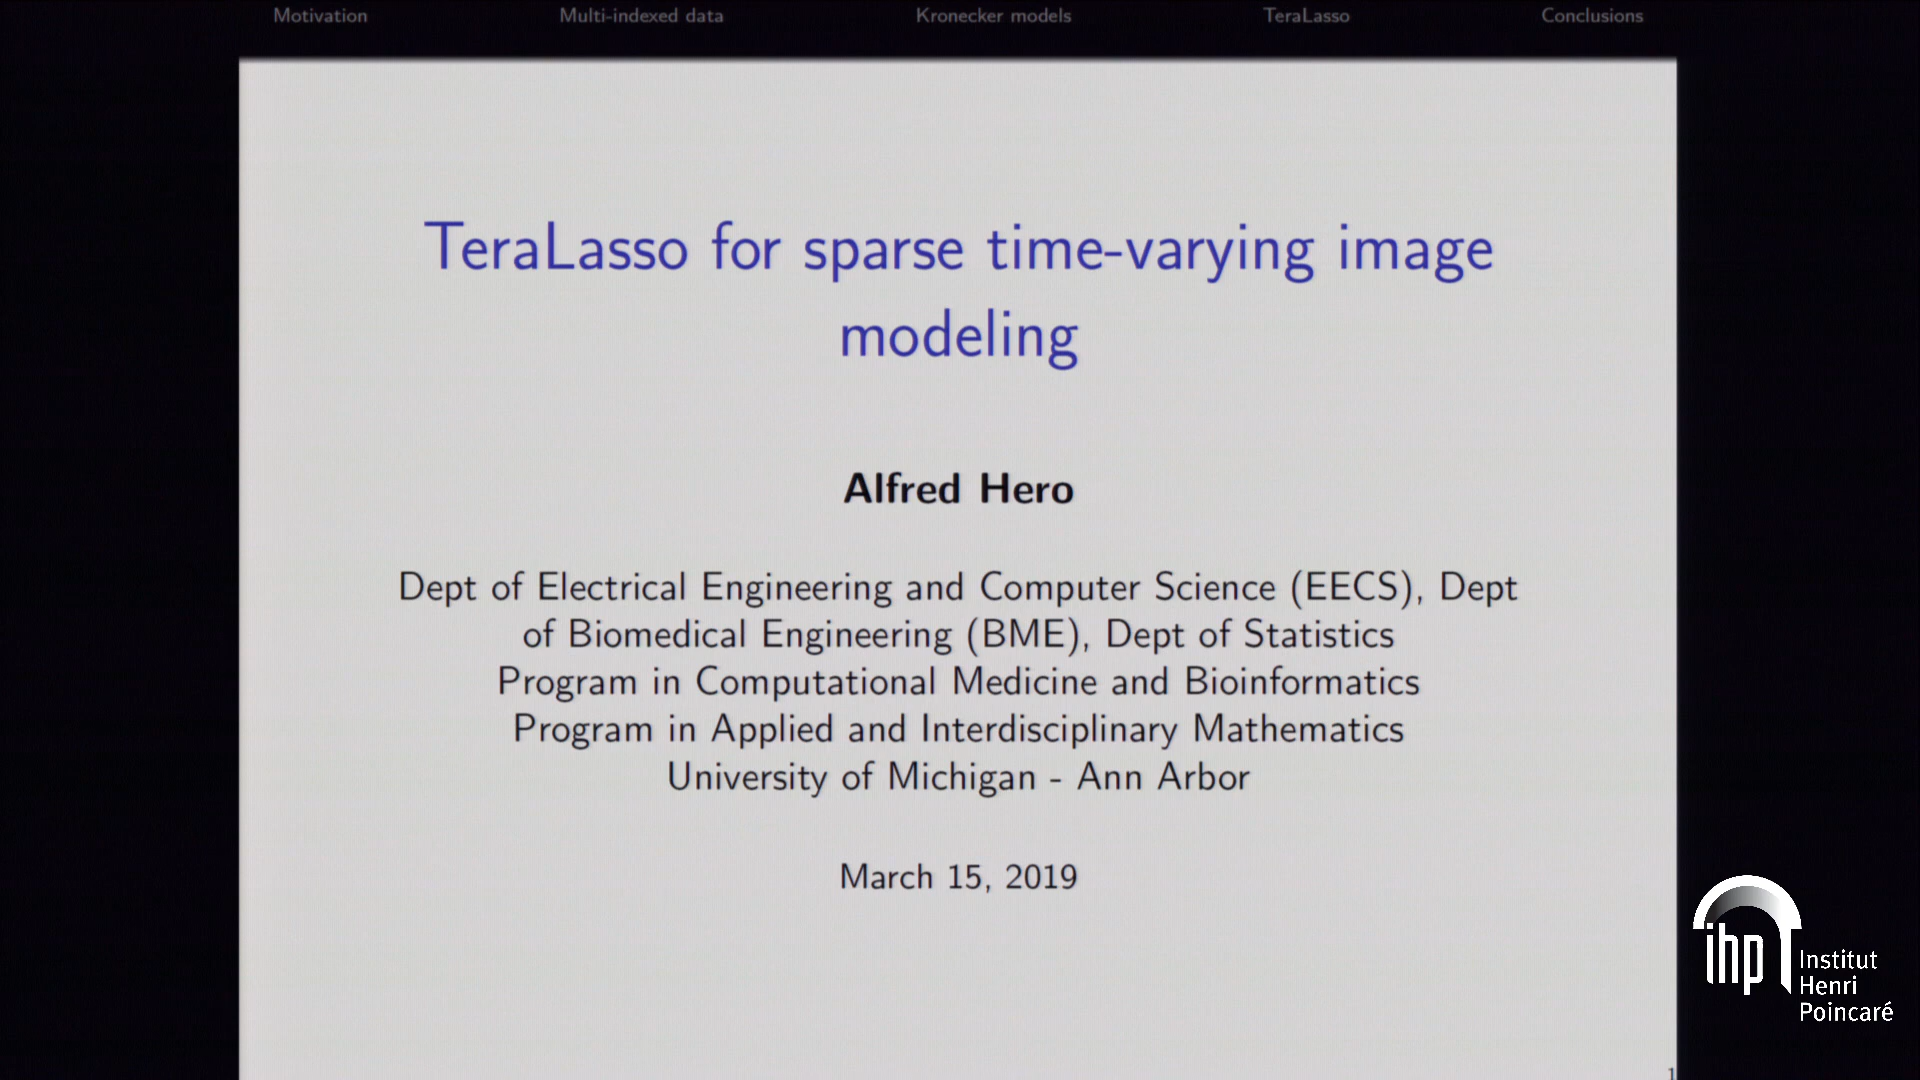 Motivation Multi-indexed data Kronecker models TeraLasso Conclusions
TeraLasso for sparse time-varying image
modeling
Alfred Hero
Dept of Electrical Engineering and Computer Science (EECS), Dept
of Biomedical Engineering (BME), Dept of Statistics
Program in Computational Medicine and Bioinformatics
Program in Applied and Interdisciplinary Mathematics
University of Michigan - Ann Arbor
March 15, 2019
ihp
Institut
Henri
Poincaré
1